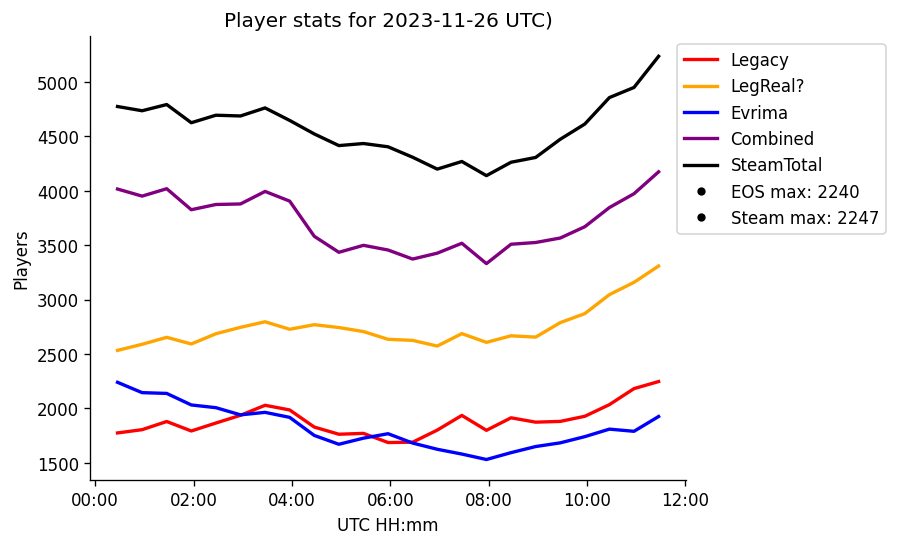 Player stats for 2023-11-26 UTC)
Legacy
LegReal?
Evrima
Combined
SteamTotal
EOS max: 2240
Steam max: 2247
Players
5000
4500
4000
3500
3000
2500
2000
1500
00:00 02:00 04:00 06:00 08:00 10:00 12:00
UTC HH:mm